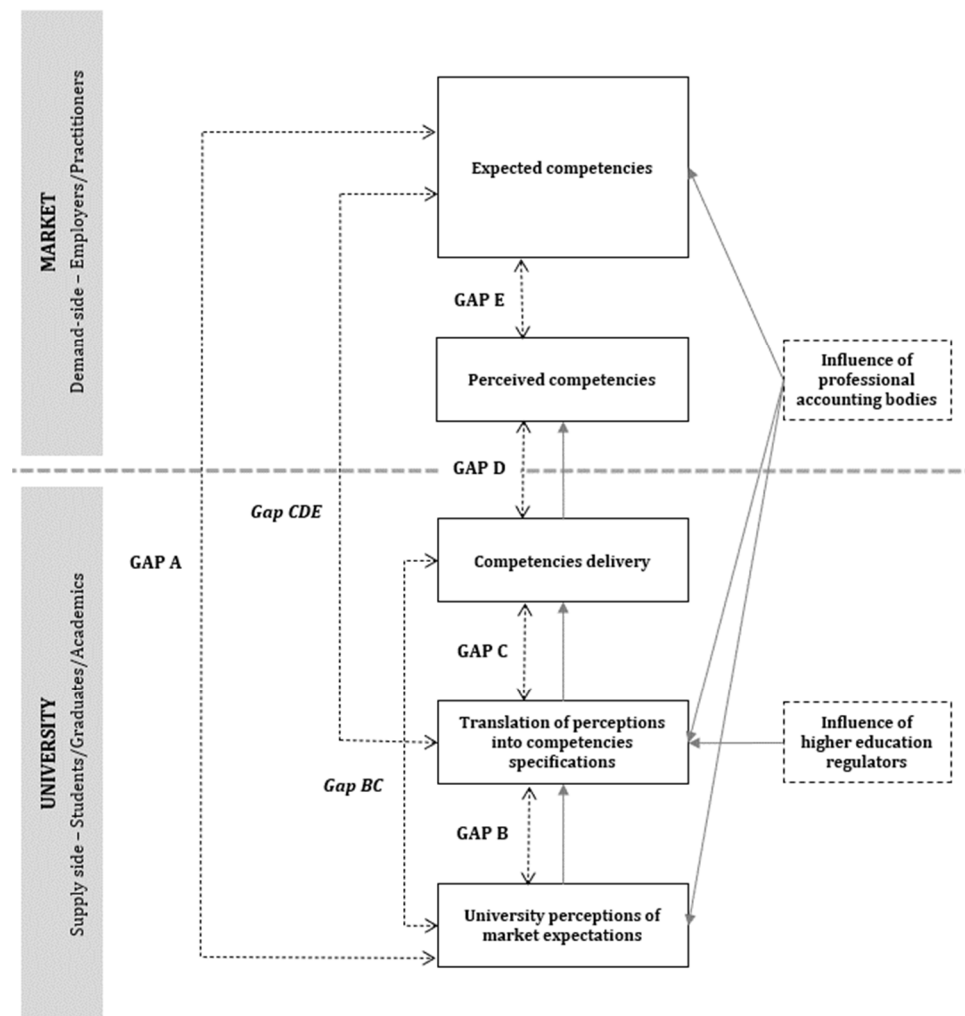 MARKET
Demand-side – Employers/Practitioners
Expected competencies
GAP E
Perceived competencies
Influence of
professional
accounting bodies
GAP D
Gap CDE
GAP A
Competencies delivery
GAP C
UNIVERSITY
Supply side – Students/Graduates/Academics
Translation of perceptions
into competencies
specifications
Influence of
higher education
regulators
Gap BC
GAP B
University perceptions of
market expectations